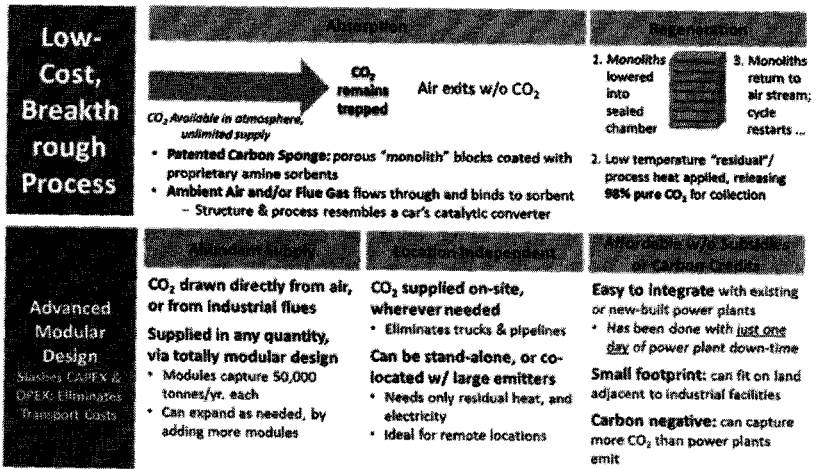 Low-
Cost,
Breakth
rough
Process
Absorption
CO₂
remains
trapped
Air exits w/o CO₂
CO₂ Available in atmosphere,
unlimited supply
• Patented Carbon Sponge: porous "monolith" blocks coated with
proprietary amine sorbents
• Ambient Air and/or Flue Gas flows through and binds to sorbent
– Structure & process resembles a car's catalytic converter
Regeneration
1. Monoliths
lowered
into
sealed
chamber
3. Monoliths
return to
air stream;
cycle
restarts ...
2. Low temperature "residual"/
process heat applied, releasing
98% pure CO₂ for collection
Advanced
Modular
Design
Slashes CAPEX &
OPEX; Eliminates
Transport Costs
Abundant Supply
CO₂ drawn directly from air,
or from industrial flues
Supplied in any quantity,
via totally modular design
• Modules capture 50,000
tonnes/yr. each
• Can expand as needed, by
adding more modules
Location Independent
CO₂ supplied on-site,
wherever needed
• Eliminates trucks & pipelines
Can be stand-alone, or co-
located w/ large emitters
• Needs only residual heat, and
electricity
• Ideal for remote locations
Affordable w/o Subsidies
or Carbon Credits
Easy to integrate with existing
or new-built power plants
• Has been done with just one
day of power plant down-time
Small footprint: can fit on land
adjacent to industrial facilities
Carbon negative: can capture
more CO₂ than power plants
emit